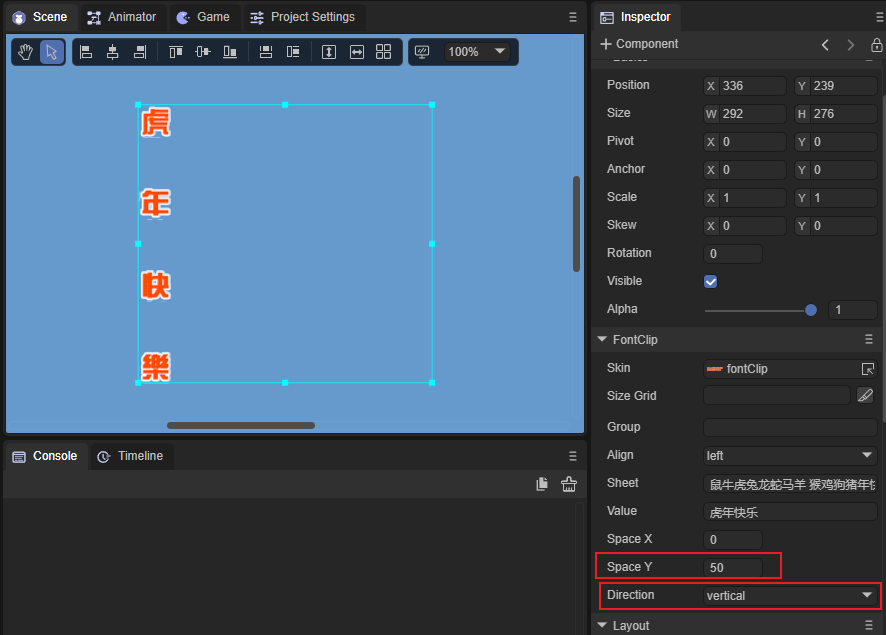 Scene Animator Game Project Settings
100%
虎
年
快
樂
Console Timeline
Inspector
Component
Position X 336 Y 239
Size W 292 H 276
Pivot X 0 Y 0
Anchor X 0 Y 0
Scale X 1 Y 1
Skew X 0 Y 0
Rotation 0
Visible
Alpha 1
FontClip
Skin fontClip
Size Grid
Group
Align left
Sheet 鼠牛虎兔龙蛇马羊 猴鸡狗猪年快
Value 虎年快乐
Space X 0
Space Y 50
Direction vertical
Layout